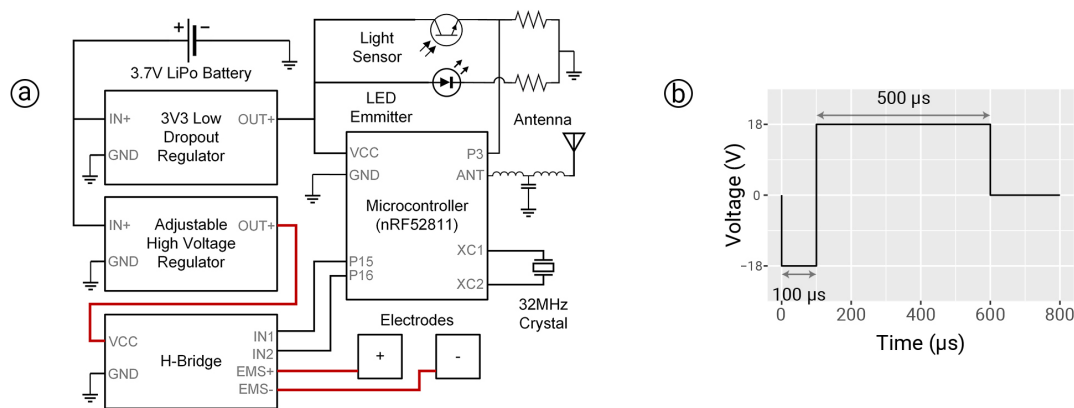 a
+ -
3.7V LiPo Battery
Light
Sensor
LED
Emmitter
Antenna
IN+
3V3 Low
Dropout
Regulator
OUT+
GND
IN+
Adjustable
High Voltage
Regulator
OUT+
GND
VCC
GND
H-Bridge
IN1
IN2
EMS+
EMS-
VCC
GND
P15
P16
Microcontroller
(nRF52811)
P3
ANT
XC1
XC2
32MHz
Crystal
Electrodes
+
-
b
500 µs
100 µs
Voltage (V)
18
0
-18
0 200 400 600 800
Time (µs)